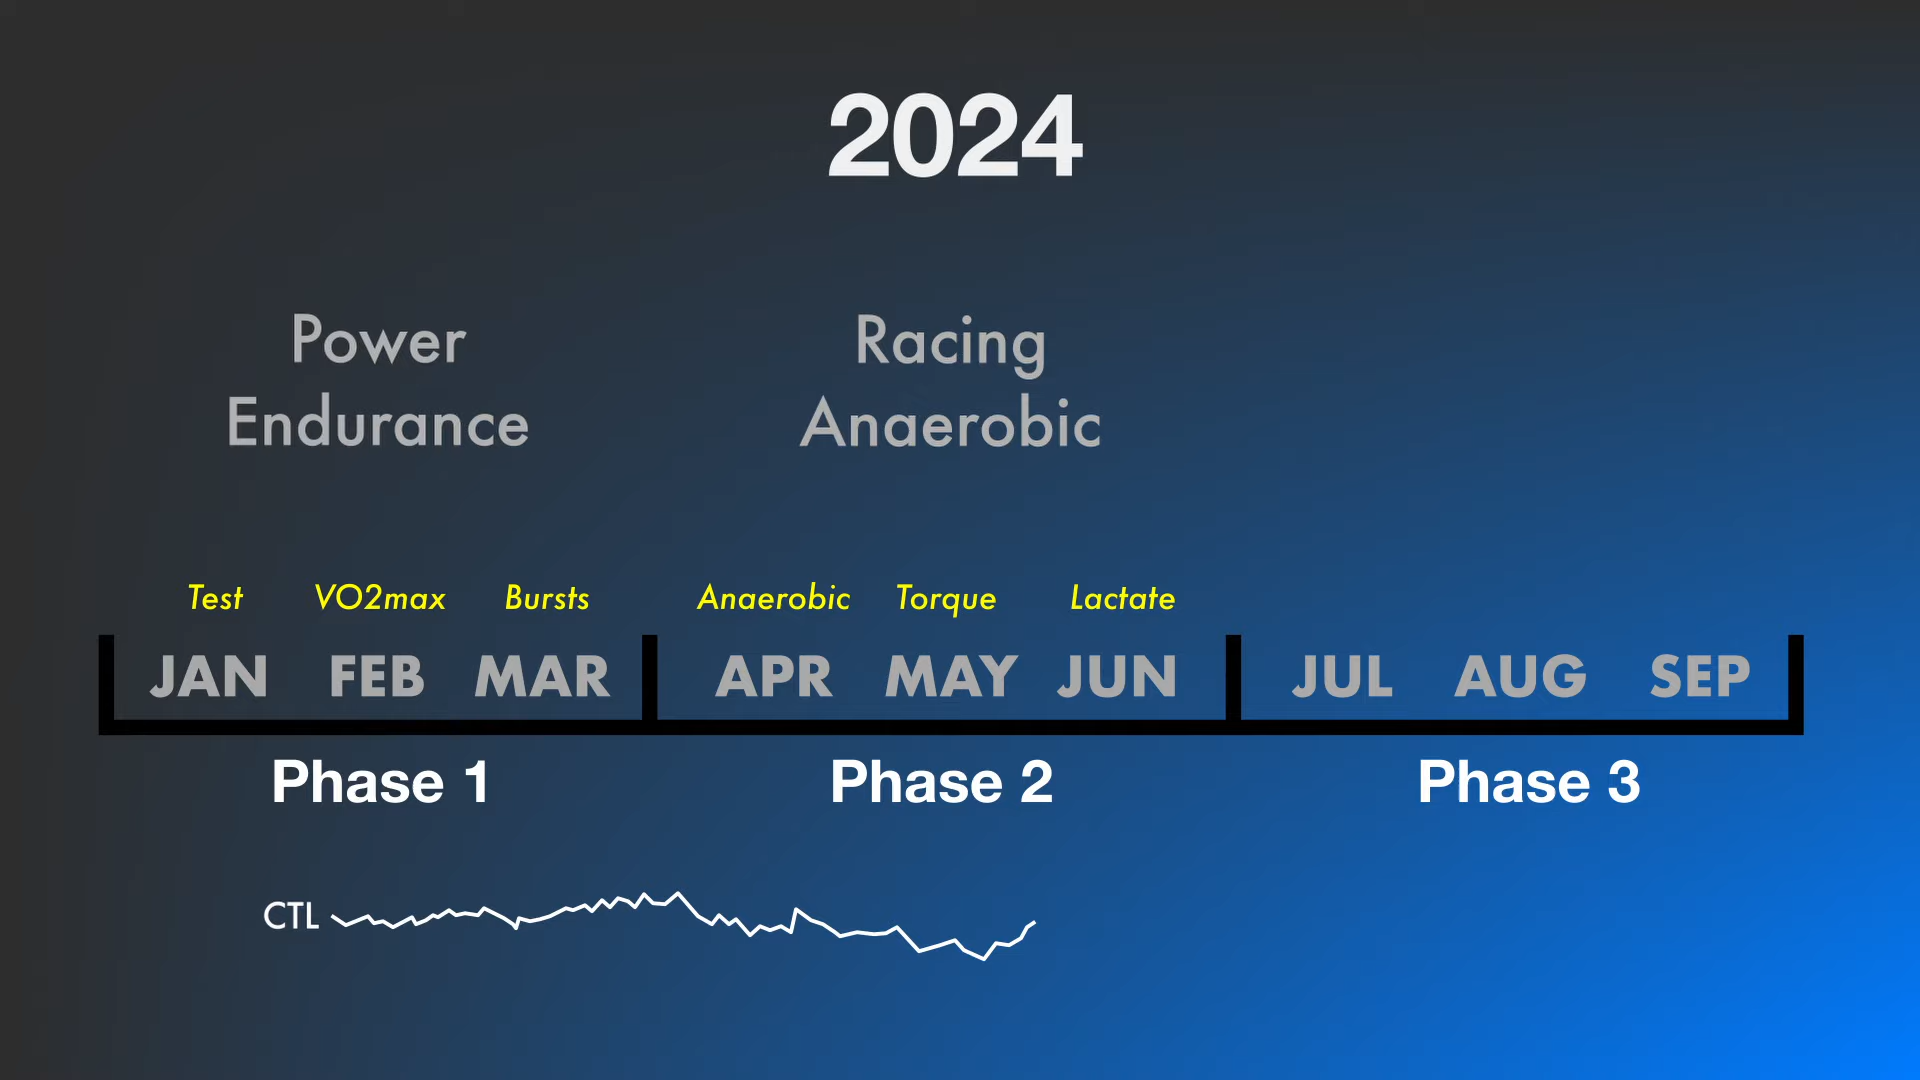 2024
Power
Endurance
Racing
Anaerobic
Test VO2max Bursts Anaerobic Torque Lactate
JAN FEB MAR APR MAY JUN JUL AUG SEP
Phase 1 Phase 2 Phase 3
CTL